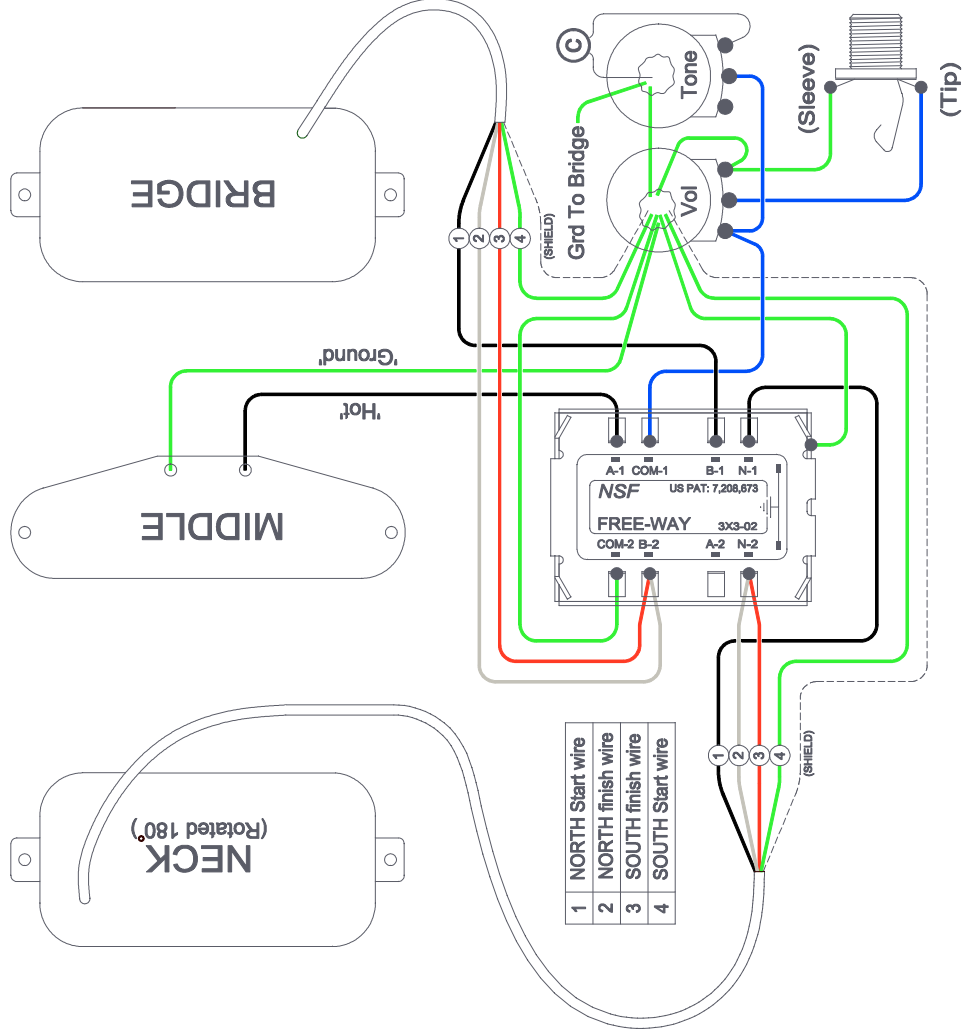 C
Tone
(Sleeve)
(Tip)
Grd To Bridge
Vol
BRIDGE
1
2
3
4
(SHIELD)
'Ground'
'Hot'
MIDDLE
A-1 COM-1 B-1 N-1
NSF US PAT: 7,208,673
FREE-WAY 3X3-02
COM-2 B-2 A-2 N-2
1 NORTH Start wire
2 NORTH finish wire
3 SOUTH finish wire
4 SOUTH Start wire
1
2
3
4
(SHIELD)
NECK
(Rotated 180°)